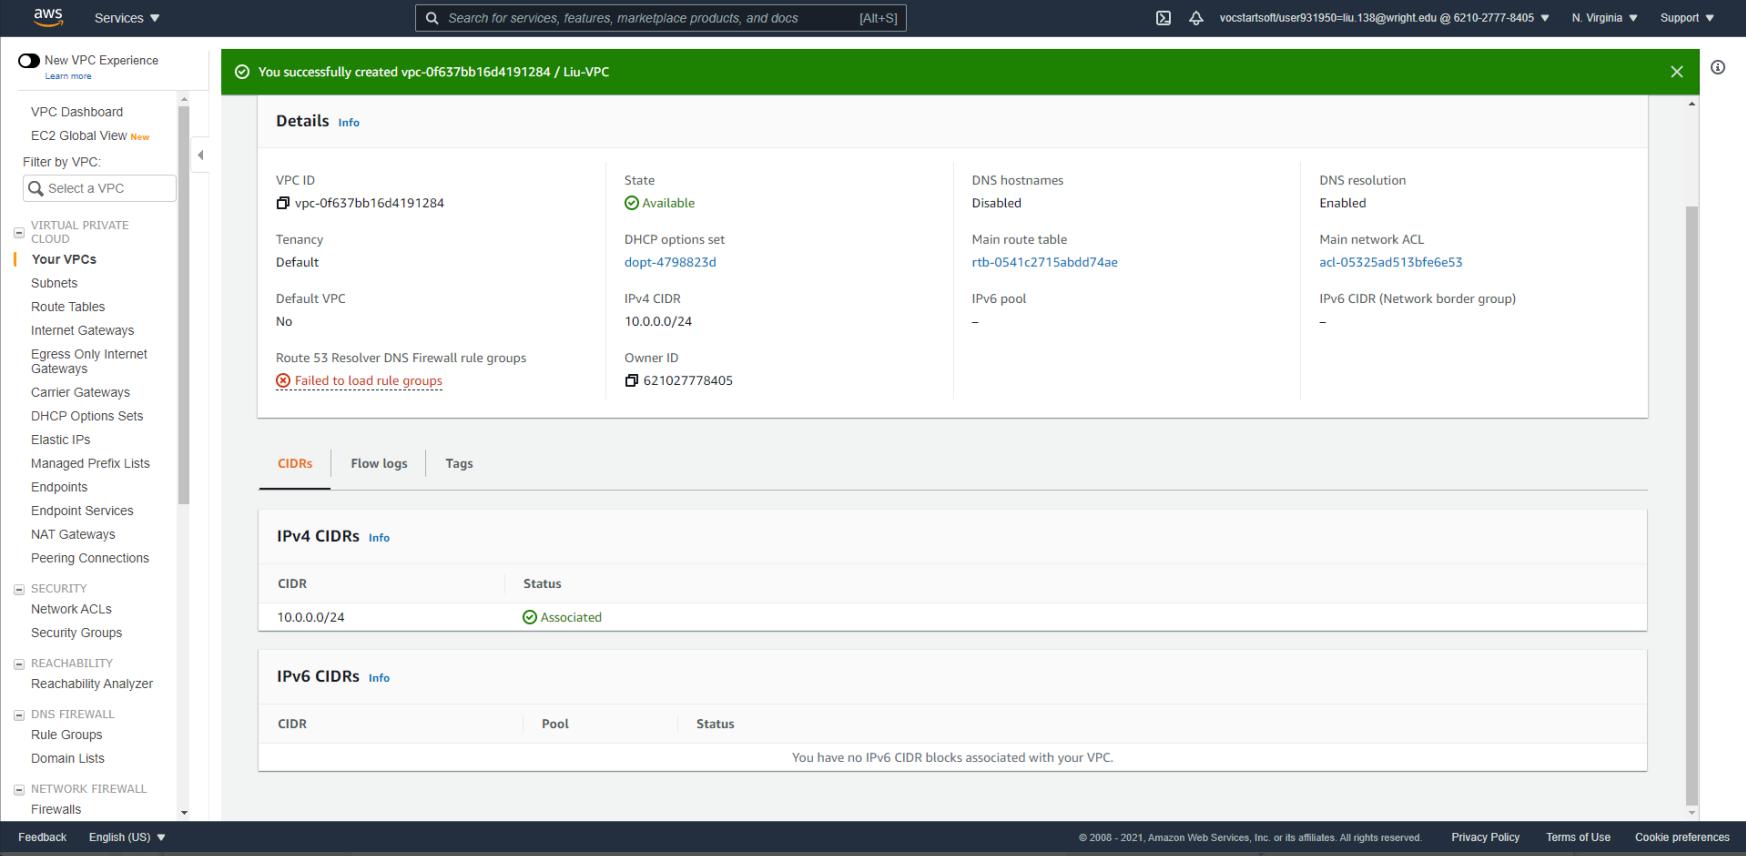 aws
Services
Search for services, features, marketplace products, and docs
[Alt+S]
vocstartsoft/user931950=liu.138@wright.edu @ 6210-2777-8405
N. Virginia
Support
New VPC Experience
Learn more
VPC Dashboard
EC2 Global View New
Filter by VPC:
Select a VPC
VIRTUAL PRIVATE
CLOUD
Your VPCs
Subnets
Route Tables
Internet Gateways
Egress Only Internet
Gateways
Carrier Gateways
DHCP Options Sets
Elastic IPs
Managed Prefix Lists
Endpoints
Endpoint Services
NAT Gateways
Peering Connections
SECURITY
Network ACLs
Security Groups
REACHABILITY
Reachability Analyzer
DNS FIREWALL
Rule Groups
Domain Lists
NETWORK FIREWALL
Firewalls
You successfully created vpc-0f637bb16d4191284 / Liu-VPC
Details Info
VPC ID
vpc-0f637bb16d4191284
State
Available
DNS hostnames
Disabled
DNS resolution
Enabled
Tenancy
Default
DHCP options set
dopt-4798823d
Main route table
rtb-0541c2715abdd74ae
Main network ACL
acl-05325ad513bfe6e53
Default VPC
No
IPv4 CIDR
10.0.0.0/24
IPv6 pool
–
IPv6 CIDR (Network border group)
–
Route 53 Resolver DNS Firewall rule groups
Failed to load rule groups
Owner ID
621027778405
CIDRs
Flow logs
Tags
IPv4 CIDRs Info
CIDR Status
10.0.0.0/24 Associated
IPv6 CIDRs Info
CIDR Pool Status
You have no IPv6 CIDR blocks associated with your VPC.
Feedback
English (US)
© 2008 - 2021, Amazon Web Services, Inc. or its affiliates. All rights reserved.
Privacy Policy
Terms of Use
Cookie preferences